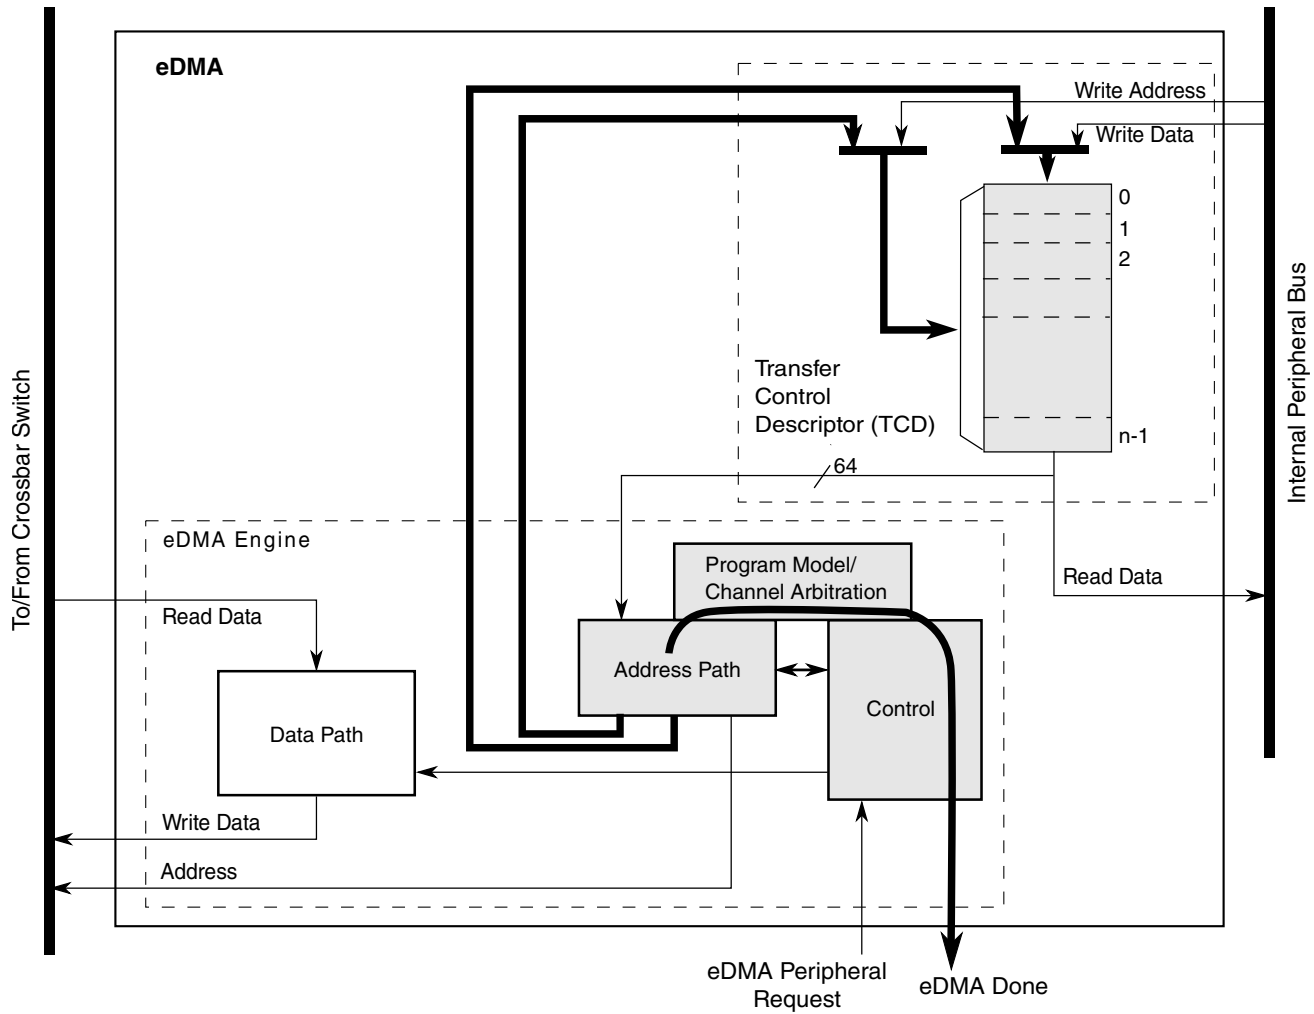 eDMA
Write Address
Write Data
0
1
2
n-1
Transfer
Control
Descriptor (TCD)
64
To/From Crossbar Switch
Internal Peripheral Bus
eDMA Engine
Program Model/
Channel Arbitration
Read Data
Read Data
Address Path
Control
Data Path
Write Data
Address
eDMA Peripheral
Request
eDMA Done